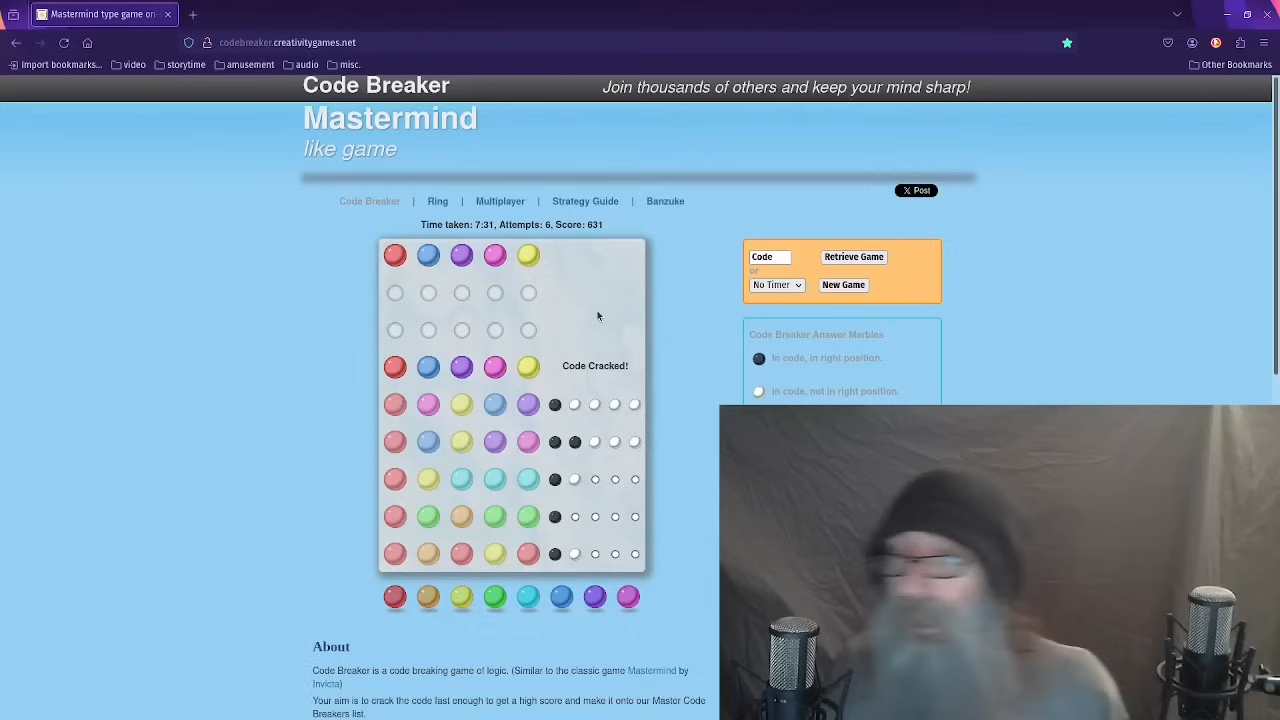 Mastermind type game on
codebreaker.creativitygames.net
Import bookmarks...
video
storytime
amusement
audio
misc.
Other Bookmarks
Code Breaker
Join thousands of others and keep your mind sharp!
Mastermind
like game
X Post
Code Breaker | Ring | Multiplayer | Strategy Guide | Banzuke
Time taken: 7:31, Attempts: 6, Score: 631
Code
Retrieve Game
or
No Timer
New Game
Code Breaker Answer Marbles
In code, in right position.
in code, not in right position.
Code Cracked!
About
Code Breaker is a code breaking game of logic. (Similar to the classic game Mastermind by
Invicta)
Your aim is to crack the code fast enough to get a high score and make it onto our Master Code
Breakers list.